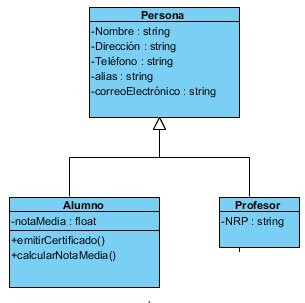 Persona
-Nombre : string
-Dirección : string
-Teléfono : string
-alias : string
-correoElectrónico : string
Alumno
-notaMedia : float
+emitirCertificado()
+calcularNotaMedia()
Profesor
-NRP : string